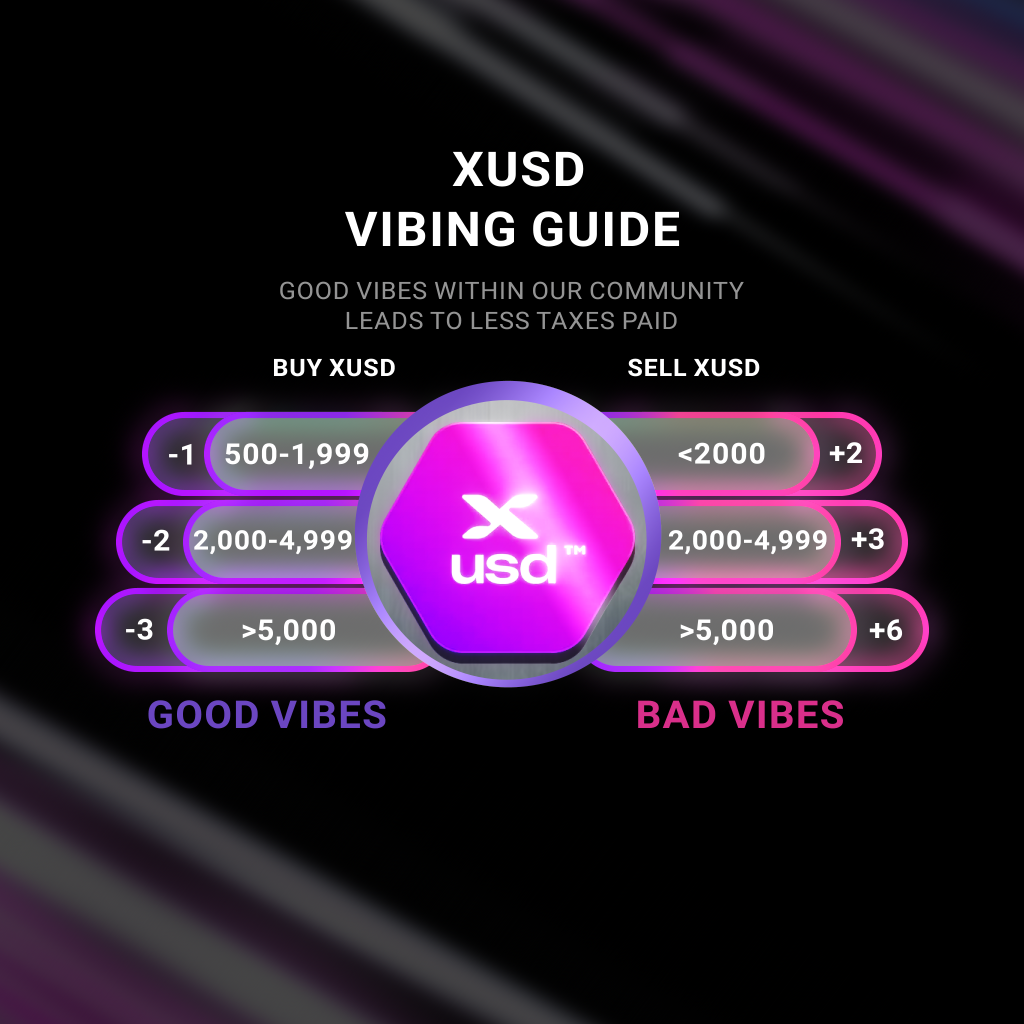 XUSD
VIBING GUIDE
GOOD VIBES WITHIN OUR COMMUNITY
LEADS TO LESS TAXES PAID
BUY XUSD
SELL XUSD
-1 500-1,999
<2000 +2
-2 2,000-4,999
2,000-4,999 +3
-3 >5,000
>5,000 +6
X
usd™
GOOD VIBES
BAD VIBES